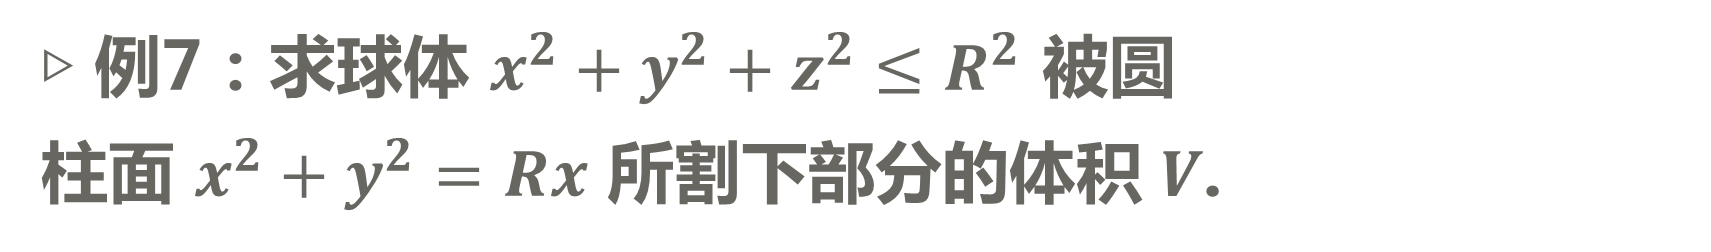 ▷ 例7：求球体 x² + y² + z² ≤ R² 被圆
柱面 x² + y² = Rx 所割下部分的体积 V.